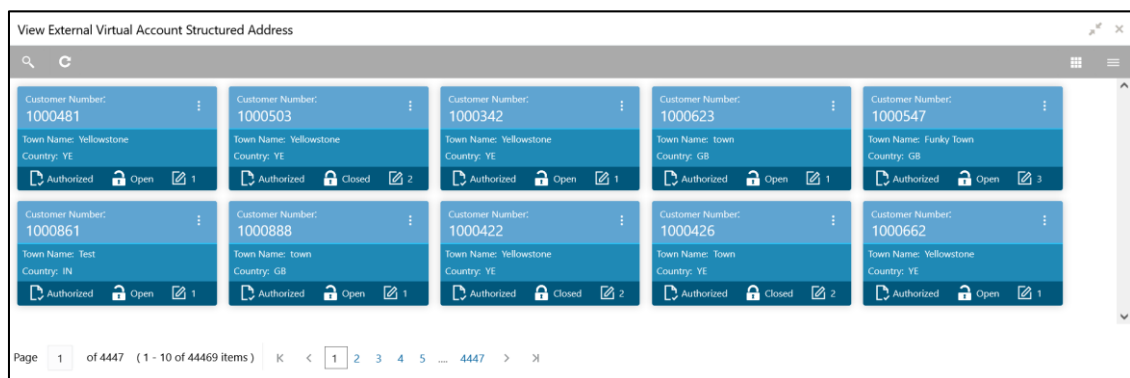 View External Virtual Account Structured Address
Customer Number: Customer Number: Customer Number: Customer Number: Customer Number:
1000481 1000503 1000342 1000623 1000547
Town Name: Yellowstone Town Name: Yellowstone Town Name: Yellowstone Town Name: town Town Name: Funky Town
Country: YE Country: YE Country: YE Country: GB Country: GB
Authorized Open 1 Authorized Closed 2 Authorized Open 1 Authorized Open 1 Authorized Open 3
Customer Number: Customer Number: Customer Number: Customer Number: Customer Number:
1000861 1000888 1000422 1000426 1000662
Town Name: Test Town Name: town Town Name: Yellowstone Town Name: Town Town Name: Yellowstone
Country: IN Country: GB Country: YE Country: YE Country: YE
Authorized Open 1 Authorized Open 1 Authorized Closed 2 Authorized Closed 2 Authorized Open 1
Page 1 of 4447 ( 1 - 10 of 44469 items ) 1 2 3 4 5 .... 4447